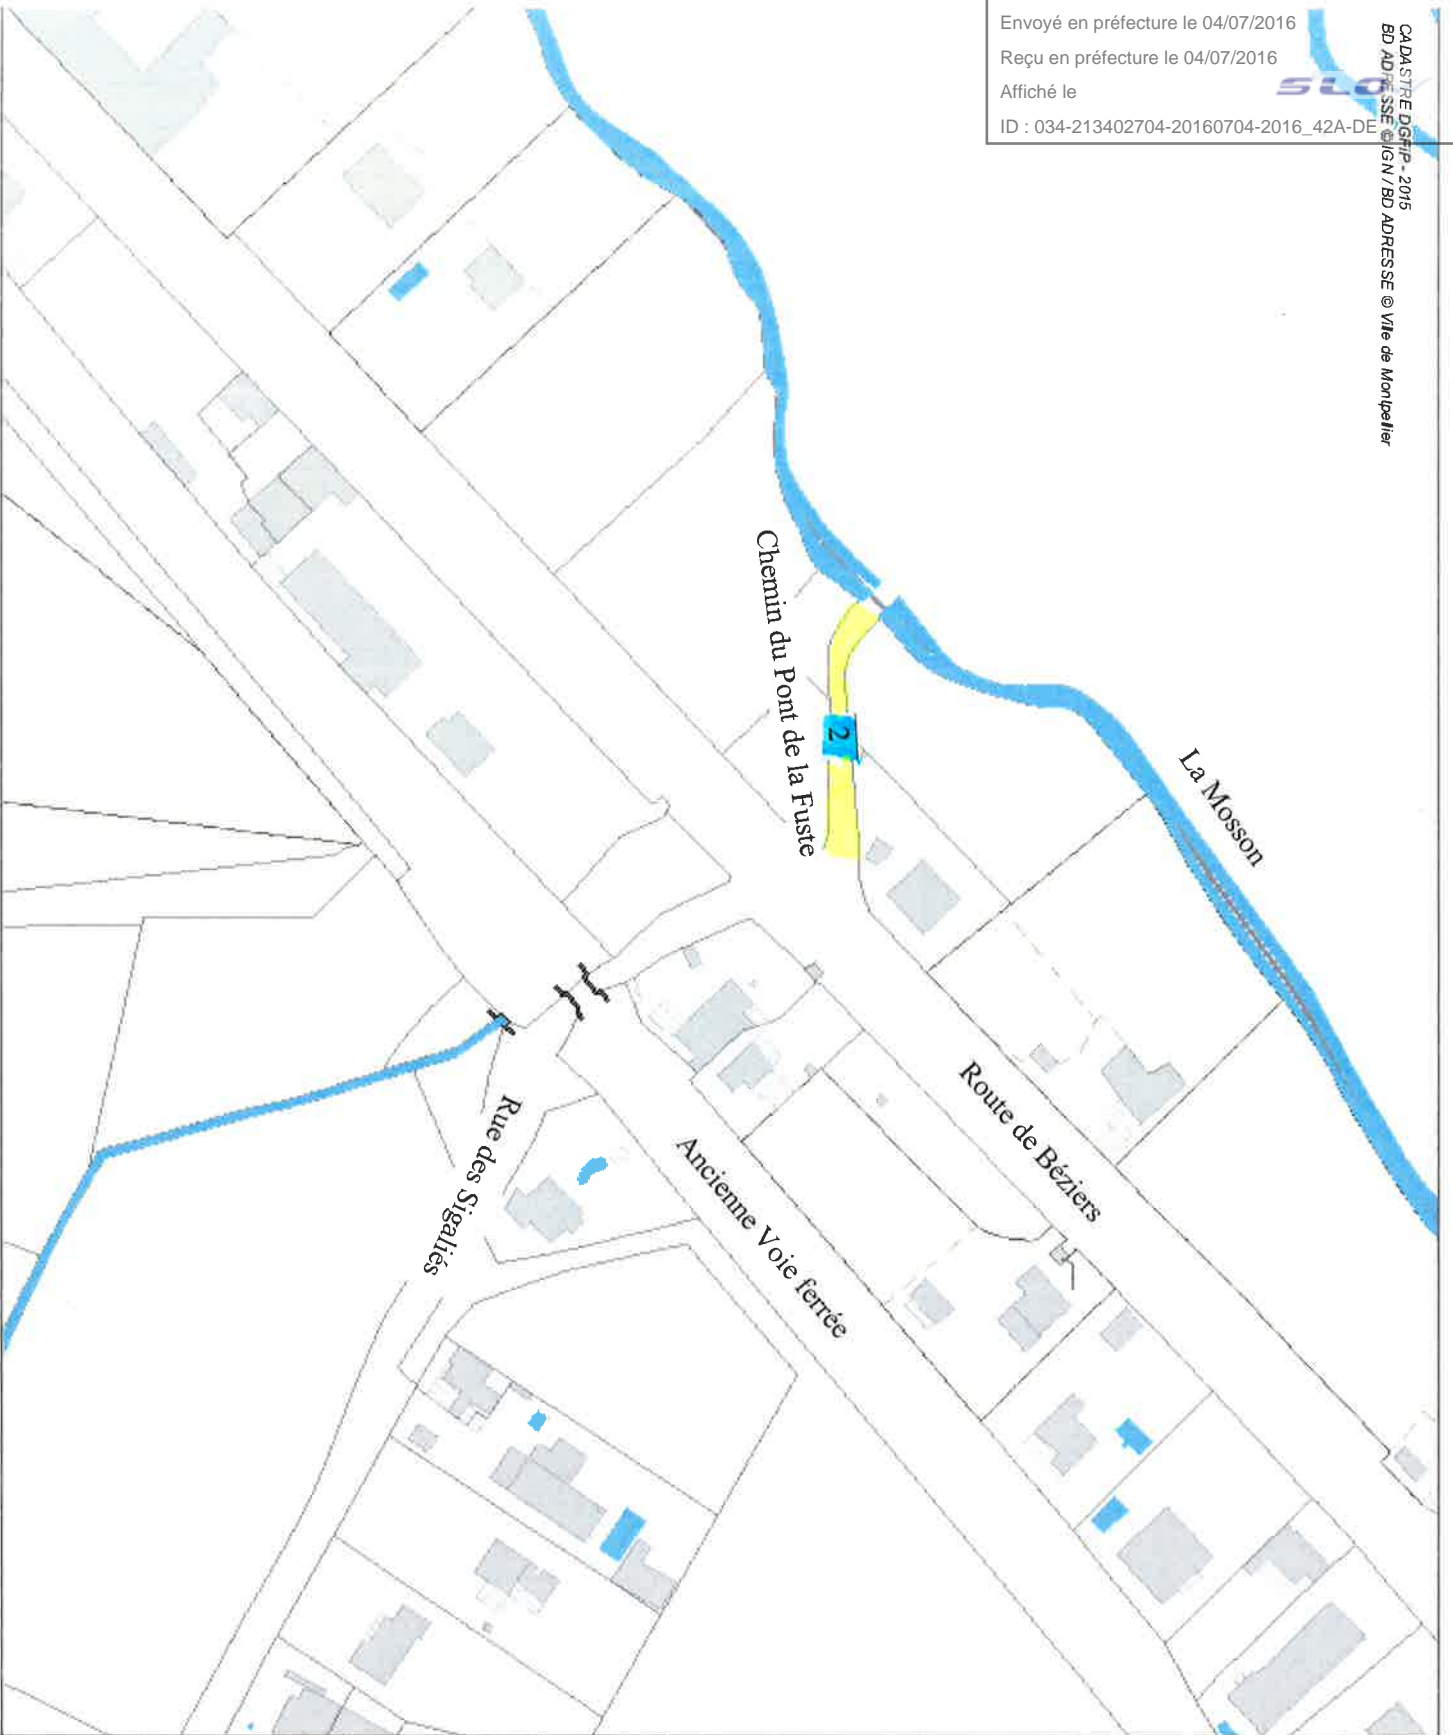 Envoyé en préfecture le 04/07/2016
Reçu en préfecture le 04/07/2016
Affiché le
SLO
ID : 034-213402704-20160704-2016_42A-DE
CADASTRE DGFIP - 2015
BD ADRESSE © IGN / BD ADRESSE © Ville de Montpellier
La Mosson
Chemin du Pont de la Fuste
2
Route de Béziers
Ancienne Voie ferrée
Rue des Sigaliès